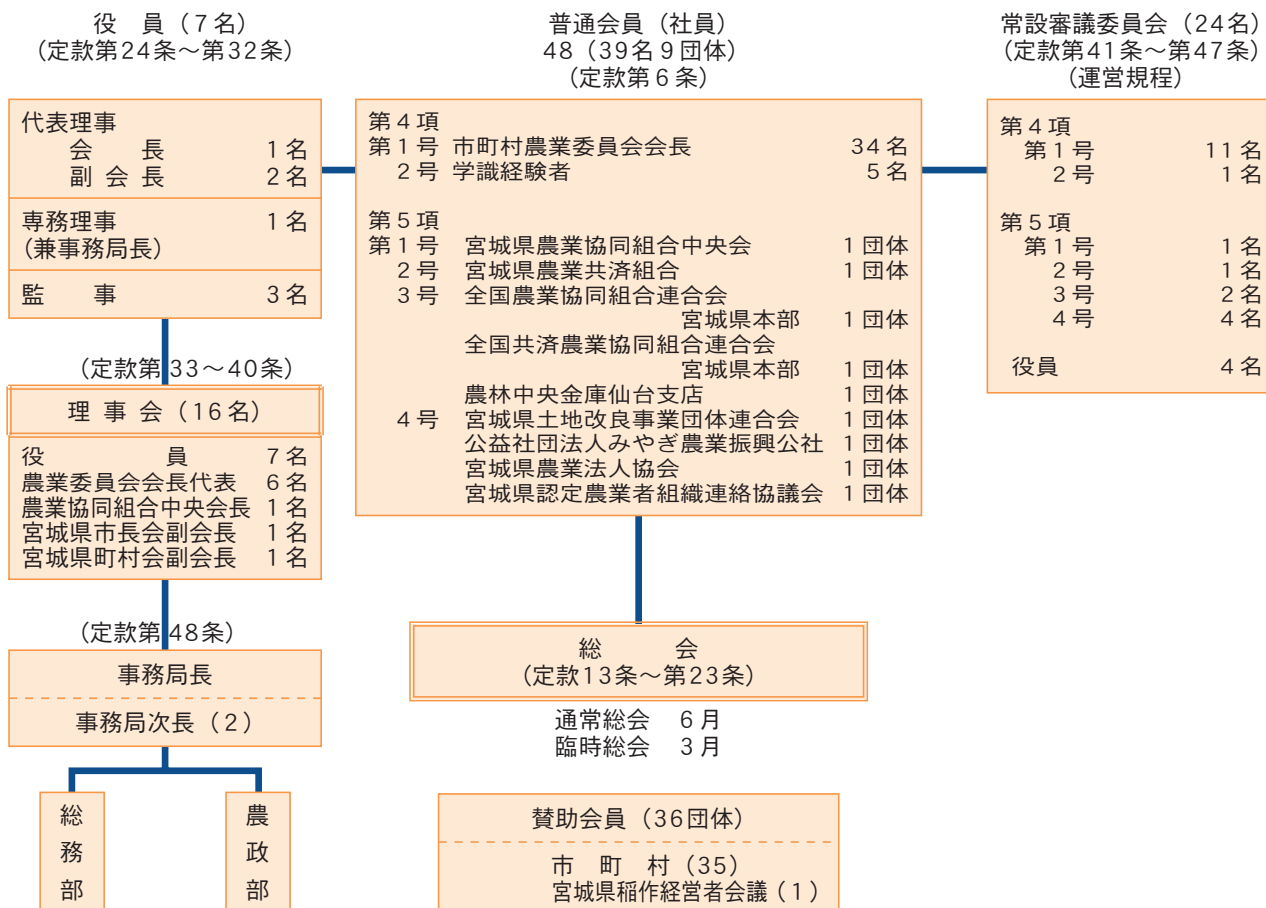 役　員（7名）
(定款第24条～第32条)
代表理事
会　長　1名
副会長　2名
専務理事　1名
(兼事務局長)
監　事　3名
(定款第33～40条)
理事会（16名）
役　員　7名
農業委員会会長代表　6名
農業協同組合中央会長　1名
宮城県市長会副会長　1名
宮城県町村会副会長　1名
(定款第48条)
事務局長
事務局次長（2）
総務部
農政部
普通会員（社員）
48（39名9団体）
(定款第6条)
第4項
第1号　市町村農業委員会会長　34名
2号　学識経験者　5名
第5項
第1号　宮城県農業協同組合中央会　1団体
2号　宮城県農業共済組合　1団体
3号　全国農業協同組合連合会
宮城県本部　1団体
全国共済農業協同組合連合会
宮城県本部　1団体
農林中央金庫仙台支店　1団体
4号　宮城県土地改良事業団体連合会　1団体
公益社団法人みやぎ農業振興公社　1団体
宮城県農業法人協会　1団体
宮城県認定農業者組織連絡協議会　1団体
総　会
(定款13条～第23条)
通常総会　6月
臨時総会　3月
賛助会員（36団体）
市町村（35）
宮城県稲作経営者会議（1）
常設審議委員会（24名）
(定款第41条～第47条)
(運営規程)
第4項
第1号　11名
2号　1名
第5項
第1号　1名
2号　1名
3号　2名
4号　4名
役員　4名